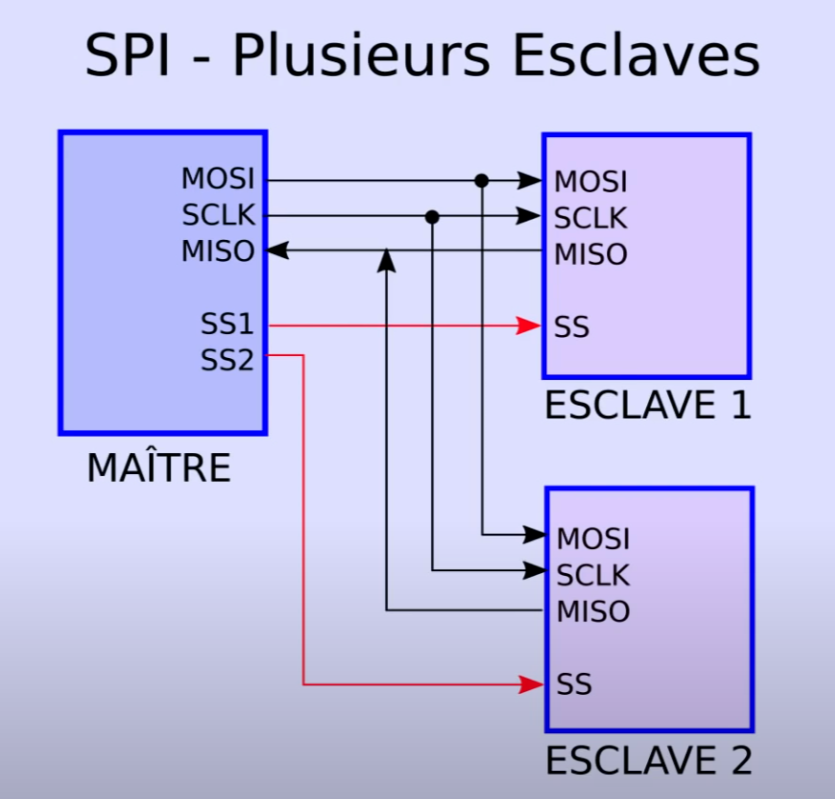 SPI - Plusieurs Esclaves
MOSI
SCLK
MISO
SS1
SS2
MAÎTRE
MOSI
SCLK
MISO
SS
ESCLAVE 1
MOSI
SCLK
MISO
SS
ESCLAVE 2